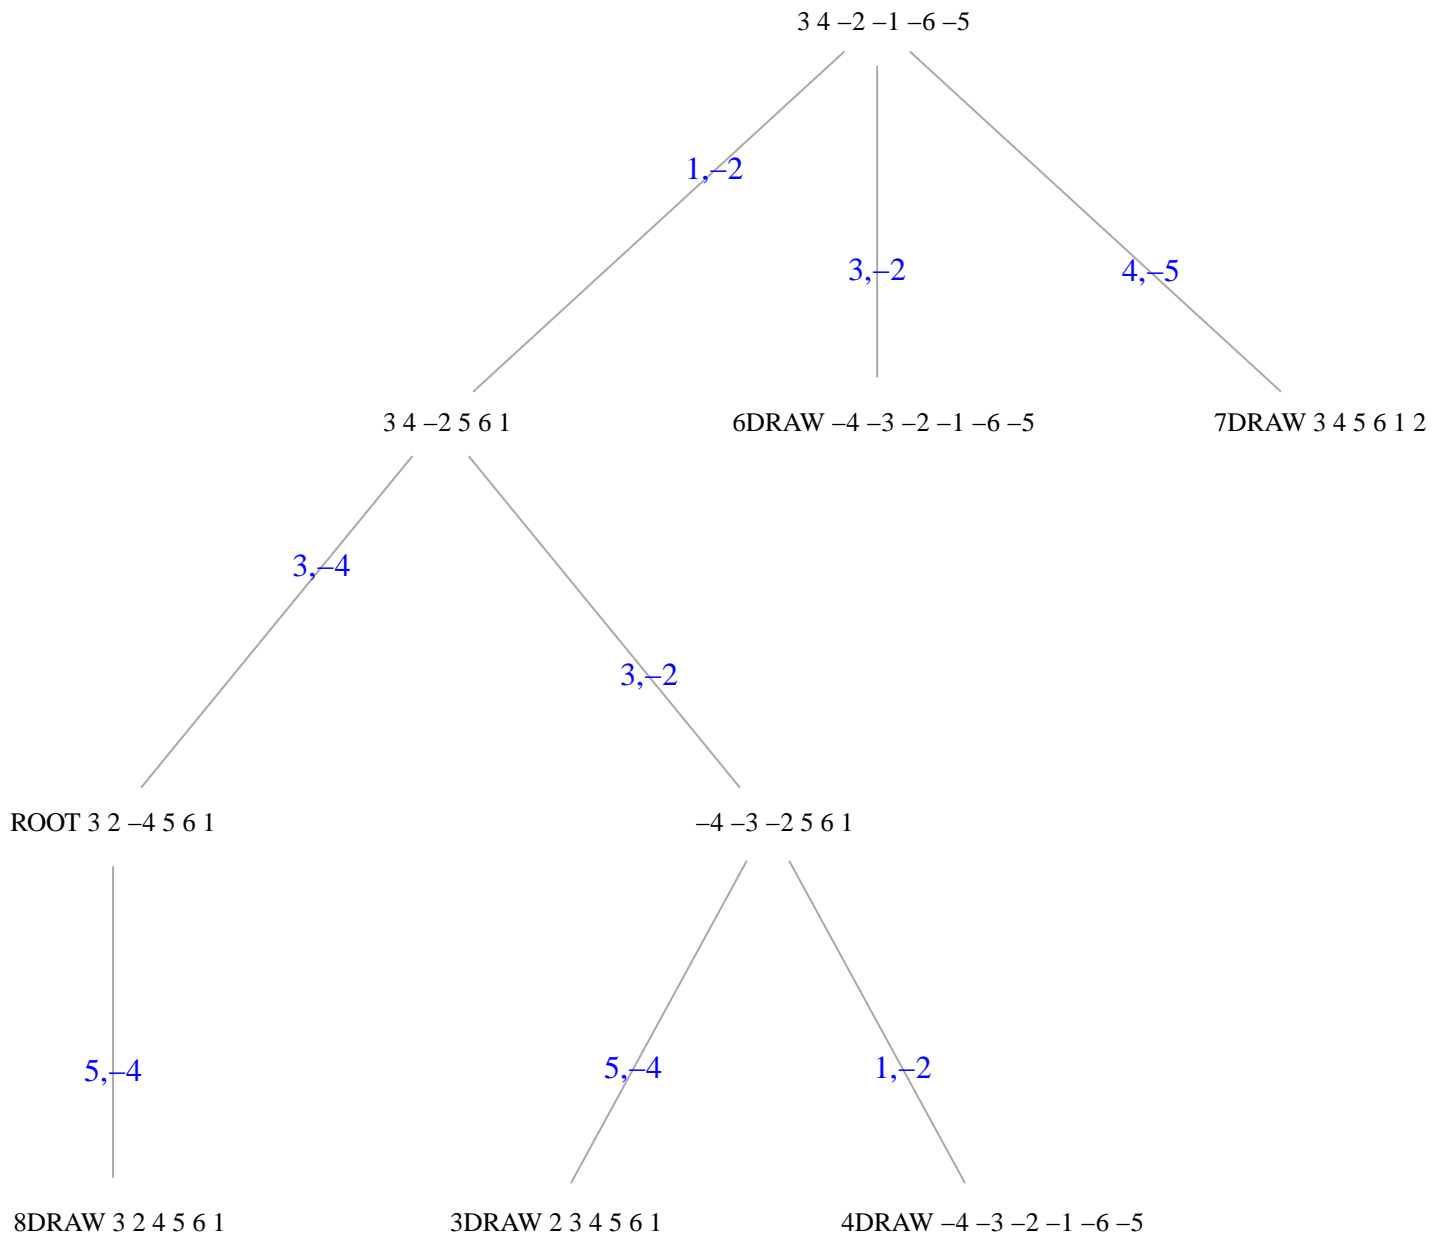 3 4 –2 –1 –6 –5
1,–2
3,–2
4,–5
3 4 –2 5 6 1
6DRAW –4 –3 –2 –1 –6 –5
7DRAW 3 4 5 6 1 2
3,–4
3,–2
ROOT 3 2 –4 5 6 1
–4 –3 –2 5 6 1
5,–4
5,–4
1,–2
8DRAW 3 2 4 5 6 1
3DRAW 2 3 4 5 6 1
4DRAW –4 –3 –2 –1 –6 –5